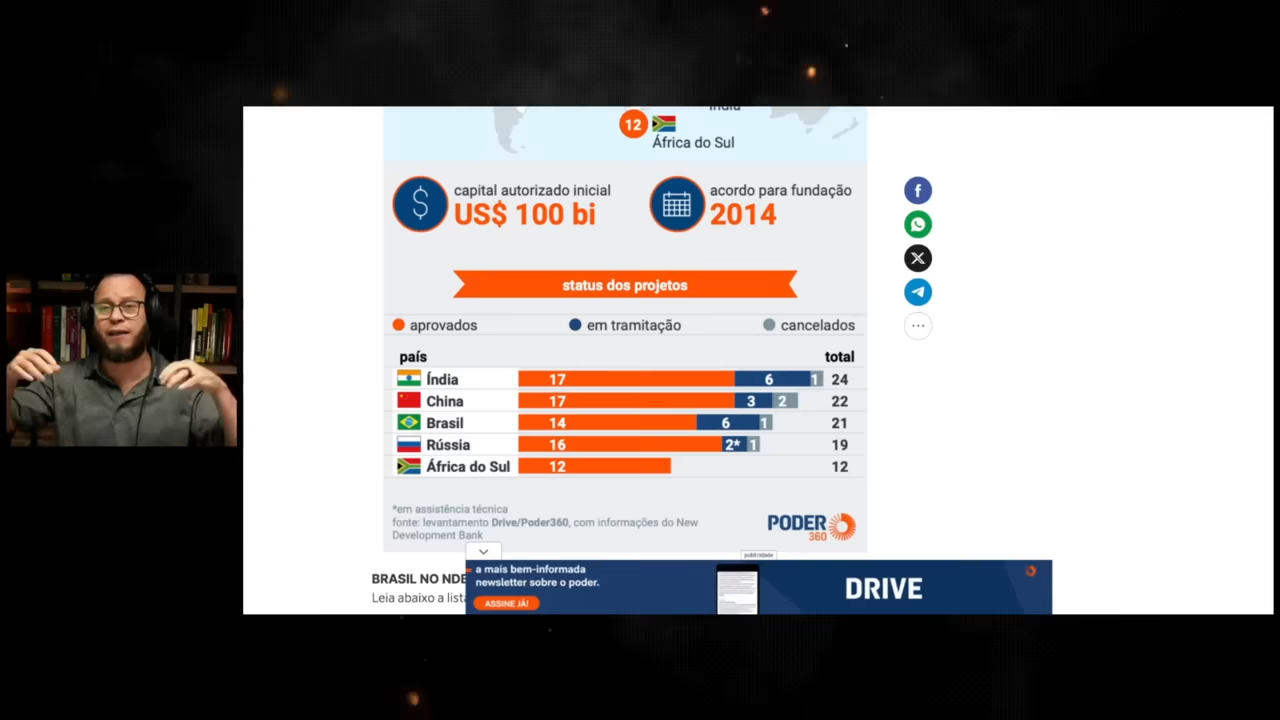 Índia
12
África do Sul
capital autorizado inicial
US$ 100 bi
acordo para fundação
2014
status dos projetos
aprovados em tramitação cancelados
país total
Índia 17 6 1 24
China 17 3 2 22
Brasil 14 6 1 21
Rússia 16 2* 1 19
África do Sul 12 12
*em assistência técnica
fonte: levantamento Drive/Poder360, com informações do New
Development Bank
PODER
360
publicidade
BRASIL NO NDB
Leia abaixo a lista
a mais bem-informada
newsletter sobre o poder.
ASSINE JÁ!
DRIVE